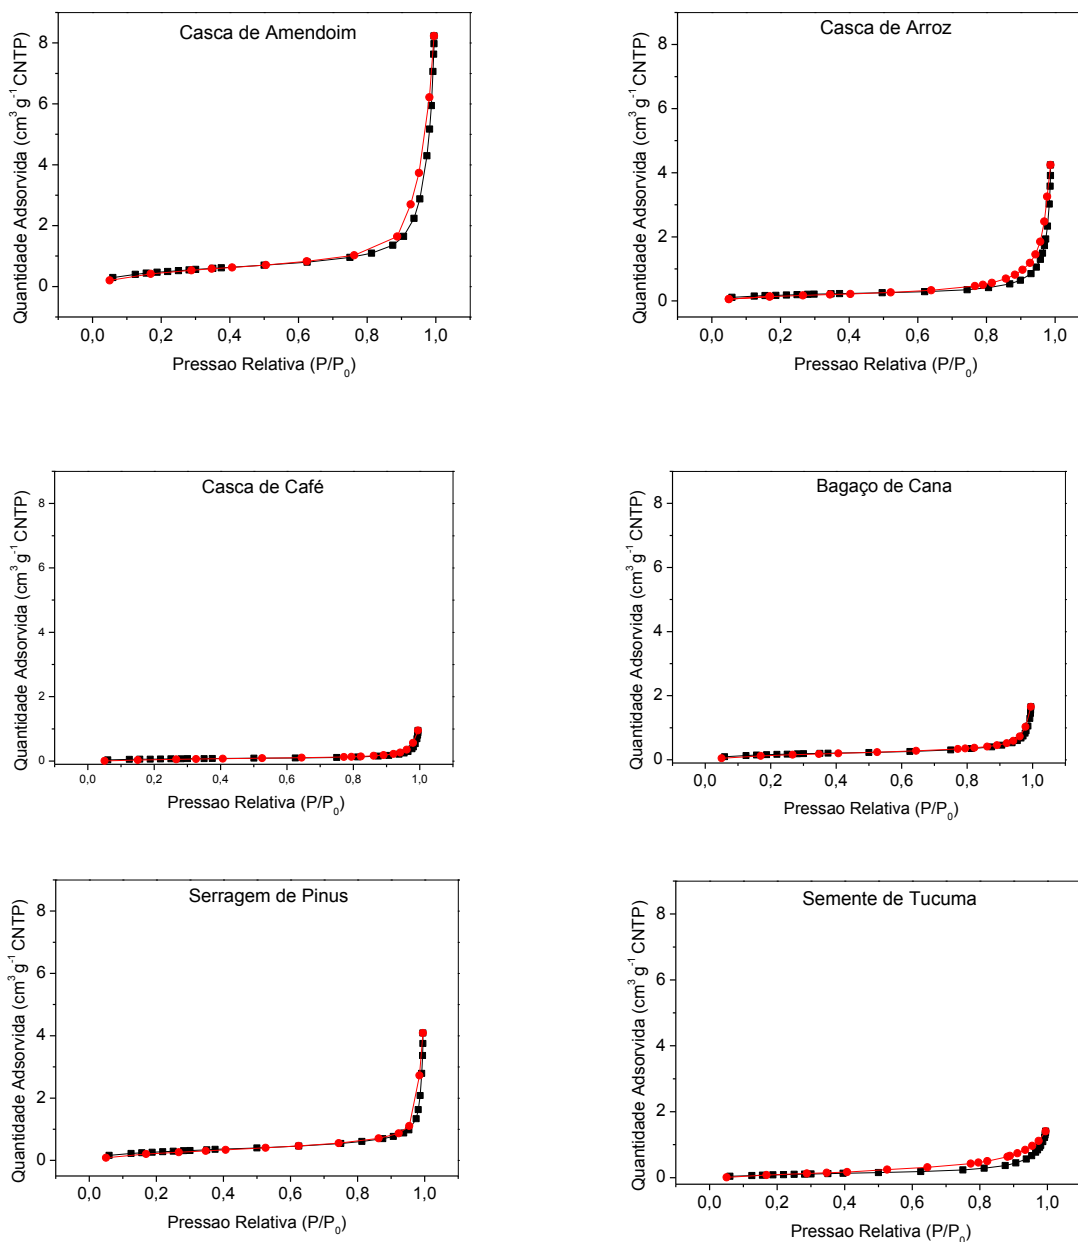 Casca de Amendoim
Quantidade Adsorvida (cm³ g⁻¹ CNTP)
8
6
4
2
0
0,0 0,2 0,4 0,6 0,8 1,0
Pressao Relativa (P/P₀)
Casca de Arroz
Quantidade Adsorvida (cm³ g⁻¹ CNTP)
8
6
4
2
0
0,0 0,2 0,4 0,6 0,8 1,0
Pressao Relativa (P/P₀)
Casca de Café
Quantidade Adsorvida (cm³ g⁻¹ CNTP)
8
6
4
2
0
0,0 0,2 0,4 0,6 0,8 1,0
Pressao Relativa (P/P₀)
Bagaço de Cana
Quantidade Adsorvida (cm³ g⁻¹ CNTP)
8
6
4
2
0
0,0 0,2 0,4 0,6 0,8 1,0
Pressao Relativa (P/P₀)
Serragem de Pinus
Quantidade Adsorvida (cm³ g⁻¹ CNTP)
8
6
4
2
0
0,0 0,2 0,4 0,6 0,8 1,0
Pressao Relativa (P/P₀)
Semente de Tucuma
Quantidade Adsorvida (cm³ g⁻¹ CNTP)
8
6
4
2
0
0,0 0,2 0,4 0,6 0,8 1,0
Pressao Relativa (P/P₀)